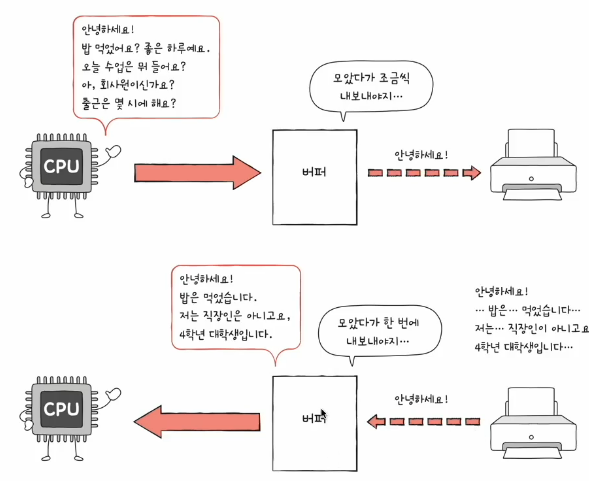 안녕하세요!
밥 먹었어요? 좋은 하루예요.
오늘 수업은 뭐 들어요?
아, 회사원이신가요?
출근은 몇 시에 해요?
모았다가 조금씩
내보내야지…
CPU
버퍼
안녕하세요!
안녕하세요!
밥은 먹었습니다.
저는 직장인은 아니고요,
4학년 대학생입니다.
모았다가 한 번에
내보내야지…
안녕하세요!
… 밥은… 먹었습니다…
저는… 직장인이 아니고요
4학년 대학생입니다…
CPU
버퍼
안녕하세요!